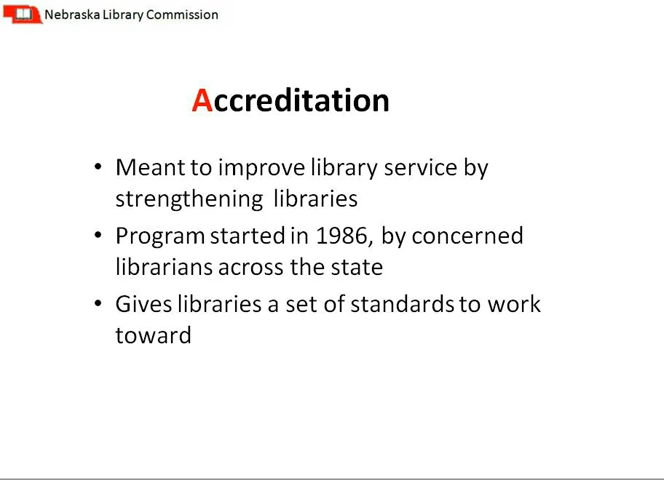 Nebraska Library Commission
Accreditation
• Meant to improve library service by
strengthening libraries
• Program started in 1986, by concerned
librarians across the state
• Gives libraries a set of standards to work
toward